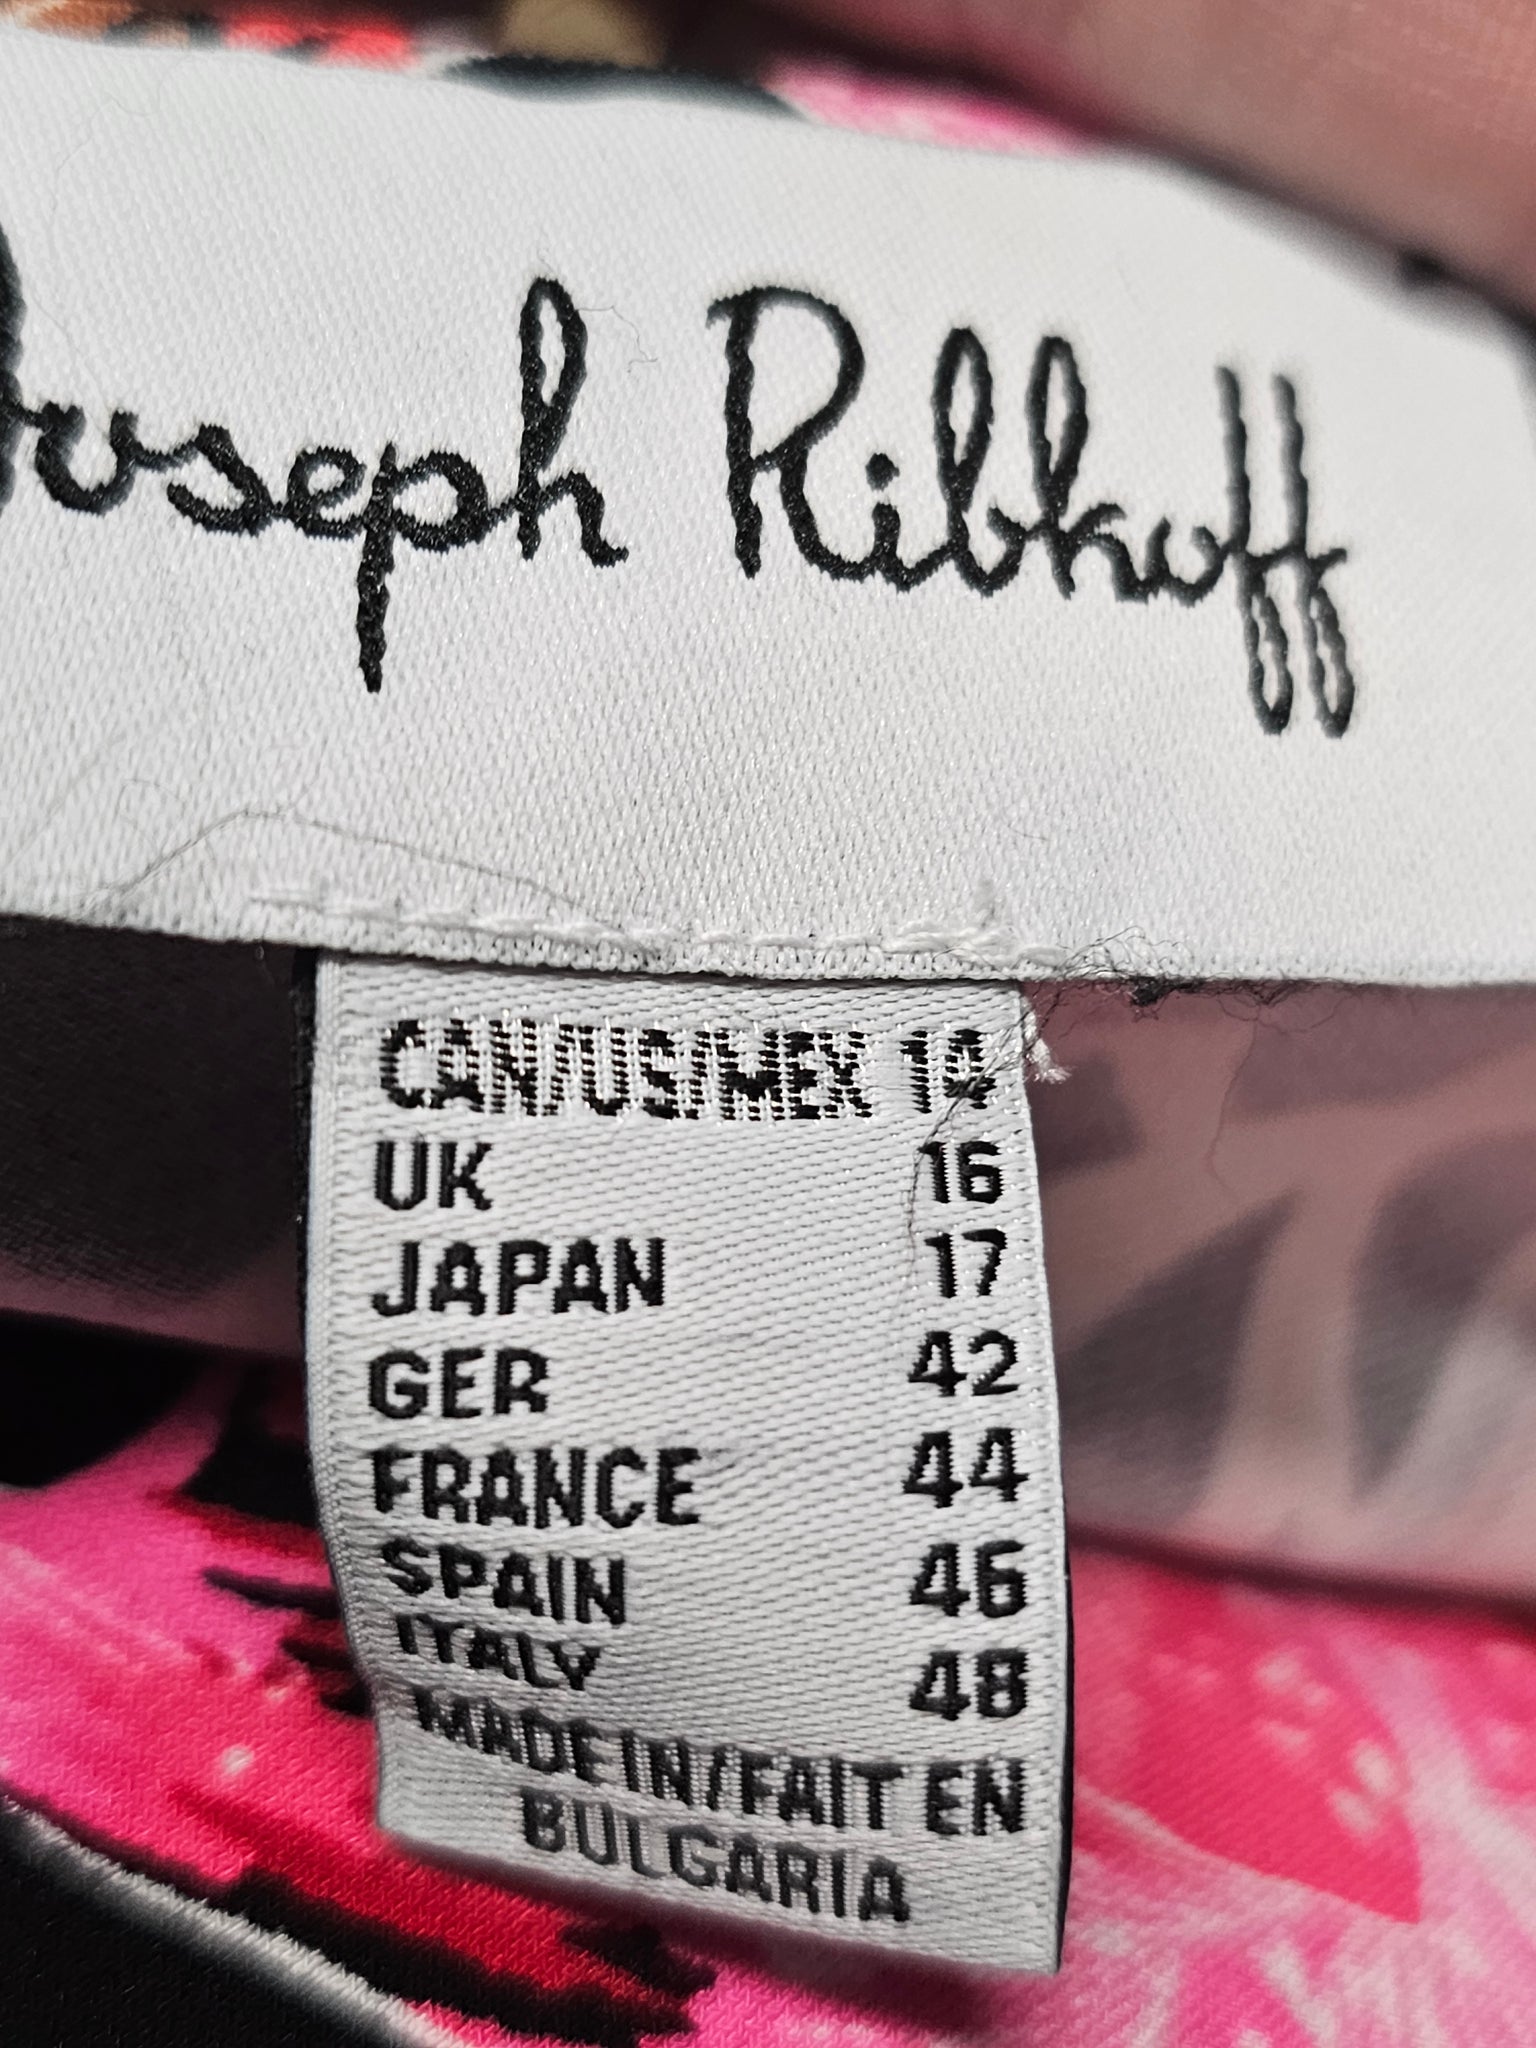 Joseph Ribkoff
CAN/US/MEX 14
UK 16
JAPAN 17
GER 42
FRANCE 44
SPAIN 46
ITALY 48
MADE IN/FAIT EN
BULGARIA